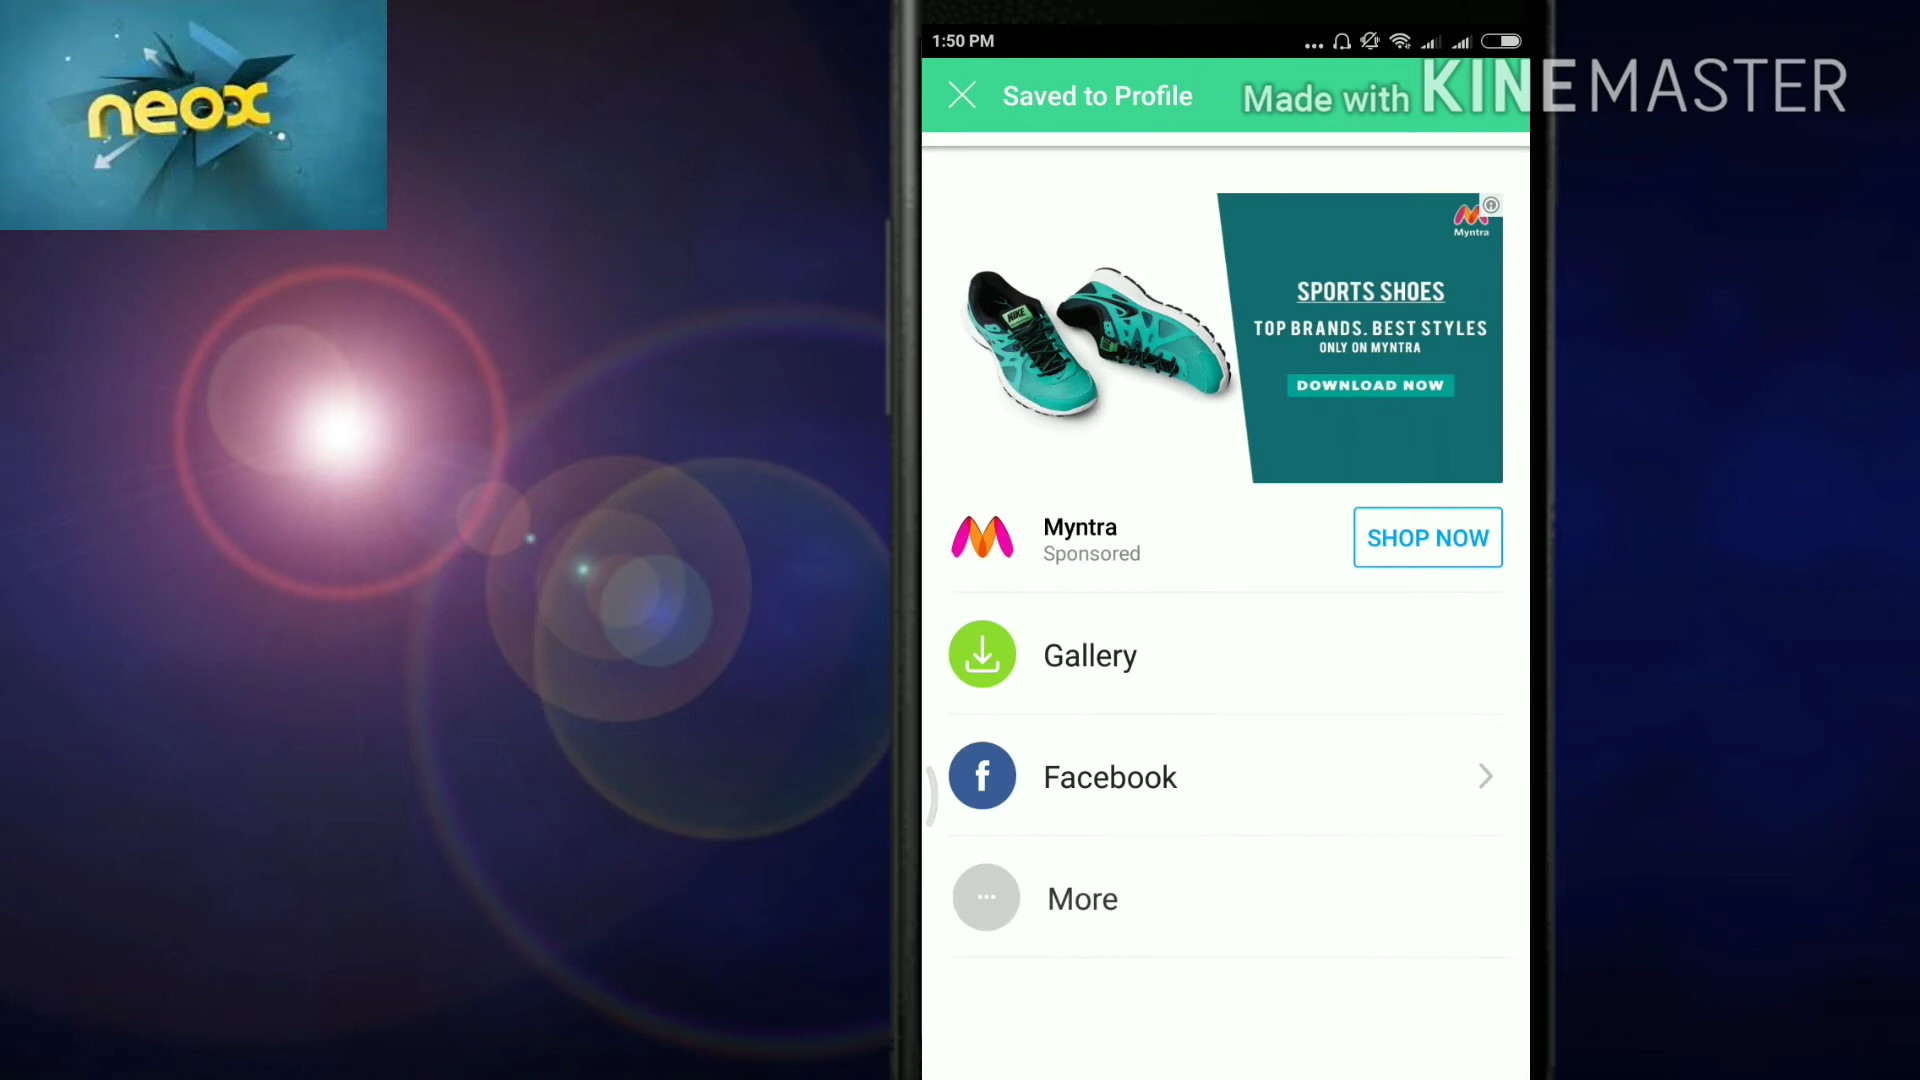 neox
1:50 PM
Saved to Profile
Made with KINEMASTER
Myntra
SPORTS SHOES
TOP BRANDS. BEST STYLES
ONLY ON MYNTRA
DOWNLOAD NOW
NIKE
Myntra
Sponsored
SHOP NOW
Gallery
f
Facebook
More